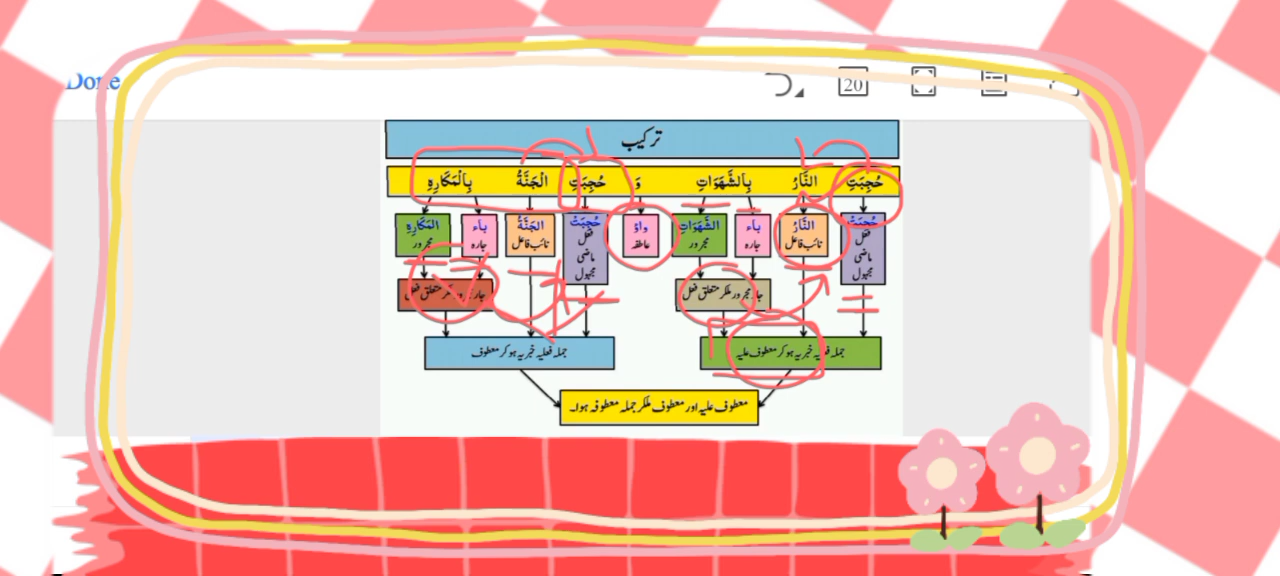 Done
20
ترکیب
حُجِبَتِ النَّارُ بِالشَّهَوَاتِ وَ حُجِبَتِ الْجَنَّةُ بِالْمَكَارِهِ
حُجِبَتْ النَّارُ باء الشَّهَوَاتِ واوْ حُجِبَتْ الْجَنَّةُ باء الْمَكَارِهِ
فعل ماضی مجہول نائب فاعل جارہ مجرور عاطفہ فعل ماضی مجہول نائب فاعل جارہ مجرور
جار مجرور ملکر متعلق فعل جار مجرور ملکر متعلق فعل
جملہ فعلیہ خبریہ ہوکر معطوف علیہ جملہ فعلیہ خبریہ ہوکر معطوف
معطوف علیہ اور معطوف ملکر جملہ معطوفہ ہوا۔